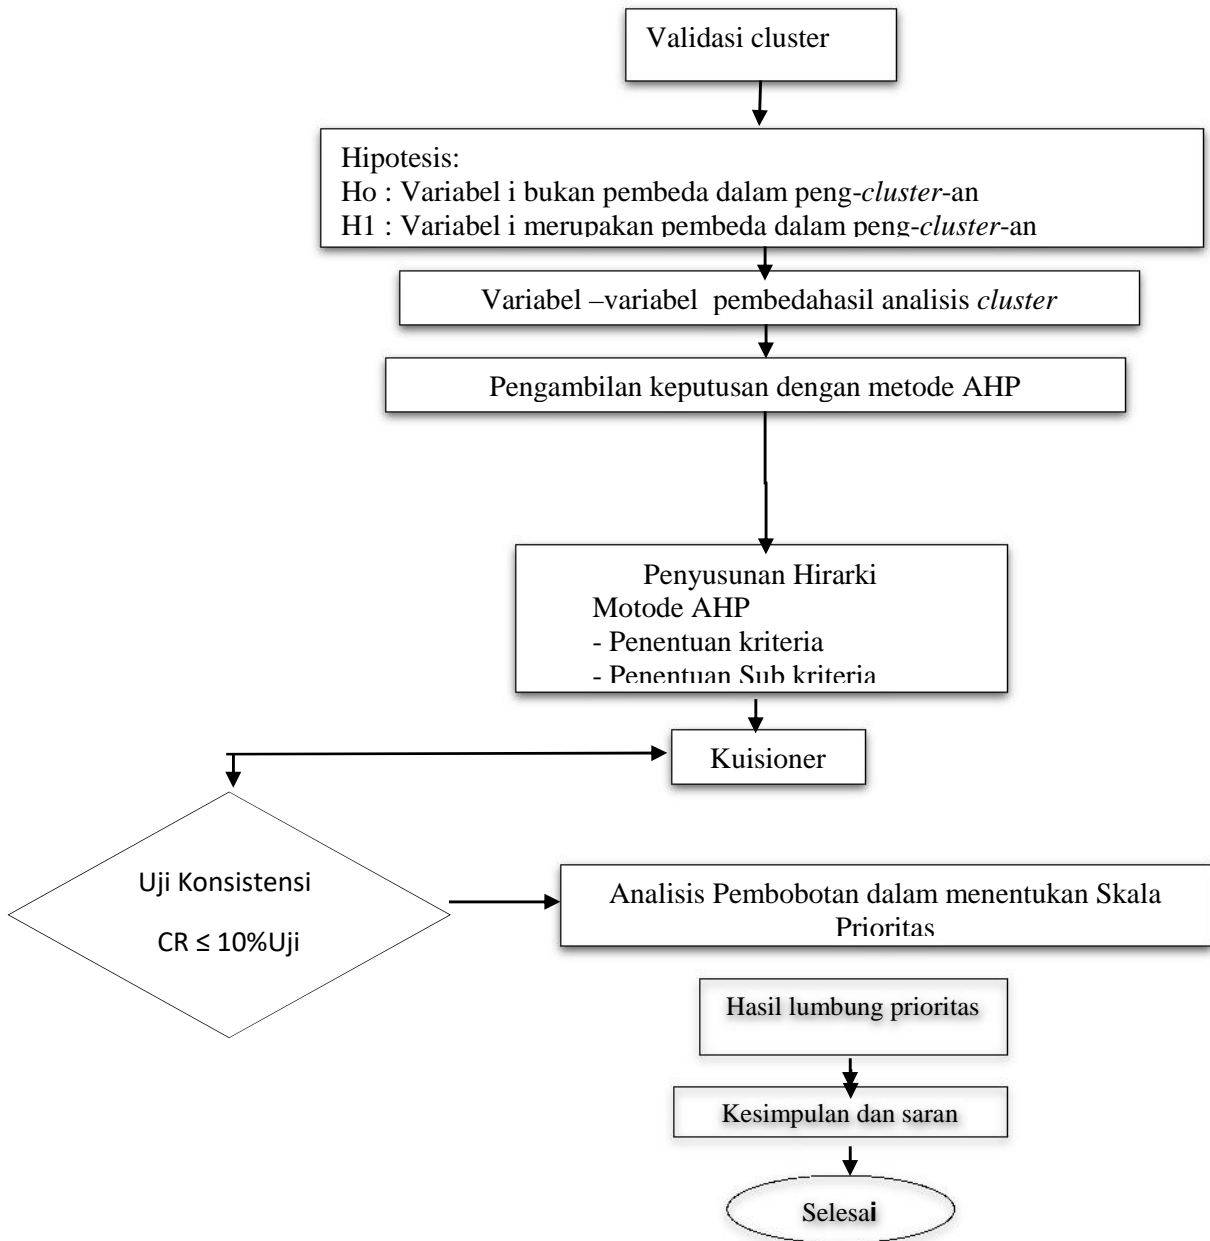 Validasi cluster
Hipotesis:
Ho : Variabel i bukan pembeda dalam peng-cluster-an
H1 : Variabel i merupakan pembeda dalam peng-cluster-an
Variabel –variabel pembedahasil analisis cluster
Pengambilan keputusan dengan metode AHP
Penyusunan Hirarki
Motode AHP
- Penentuan kriteria
- Penentuan Sub kriteria
Kuisioner
Uji Konsistensi
CR ≤ 10%Uji
Analisis Pembobotan dalam menentukan Skala
Prioritas
Hasil lumbung prioritas
Kesimpulan dan saran
Selesai